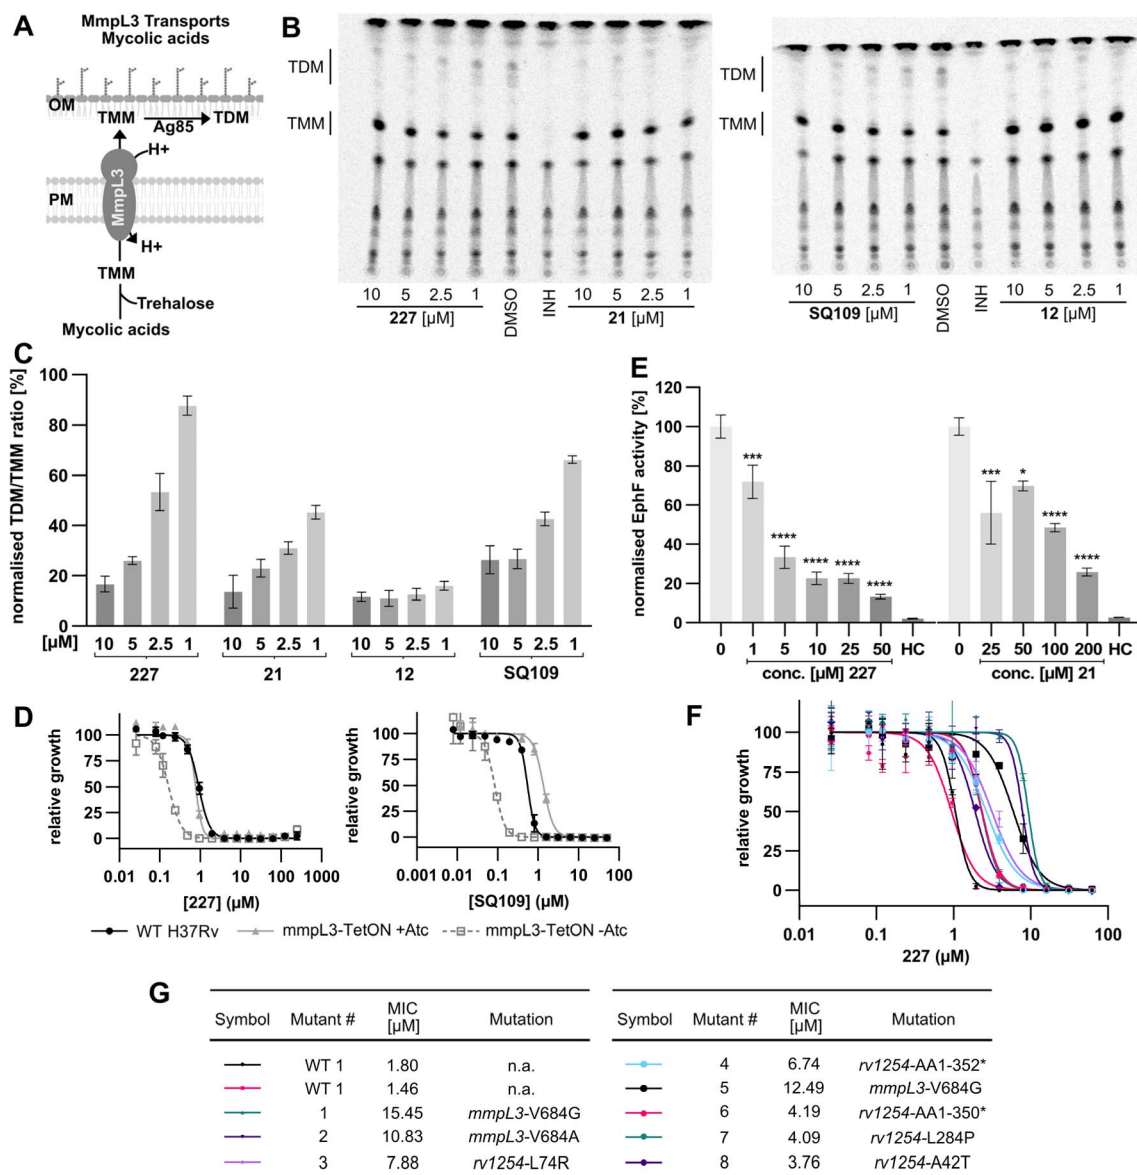 A
MmpL3 Transports
Mycolic acids
OM
TMM
TDM
Ag85
H+
PM
MmpL3
H+
TMM
Trehalose
Mycolic acids
B
TDM
TMM
10 5 2.5 1 DMSO INH 10 5 2.5 1
227 [µM] 21 [µM]
TDM
TMM
10 5 2.5 1 DMSO INH 10 5 2.5 1
SQ109 [µM] 12 [µM]
C
normalised TDM/TMM ratio [%]
100
80
60
40
20
0
[µM] 10 5 2.5 1 10 5 2.5 1 10 5 2.5 1 10 5 2.5 1
227 21 12 SQ109
E
normalised EphF activity [%]
120
100
80
60
40
20
0
*** **** **** **** ****
*** * **** ****
0 1 5 10 25 50 HC 0 25 50 100 200 HC
conc. [µM] 227 conc. [µM] 21
D
relative growth
100
75
50
25
0
0.01 0.1 1 10 100 1000
[227] (µM)
relative growth
100
75
50
25
0
0.001 0.01 0.1 1 10 100
[SQ109] (µM)
WT H37Rv mmpL3-TetON +Atc mmpL3-TetON -Atc
F
relative growth
100
75
50
25
0
0.01 0.1 1 10 100
227 (µM)
G
Symbol Mutant # MIC [µM] Mutation
WT 1 1.80 n.a.
WT 1 1.46 n.a.
1 15.45 mmpL3-V684G
2 10.83 mmpL3-V684A
3 7.88 rv1254-L74R
Symbol Mutant # MIC [µM] Mutation
4 6.74 rv1254-AA1-352*
5 12.49 mmpL3-V684G
6 4.19 rv1254-AA1-350*
7 4.09 rv1254-L284P
8 3.76 rv1254-A42T